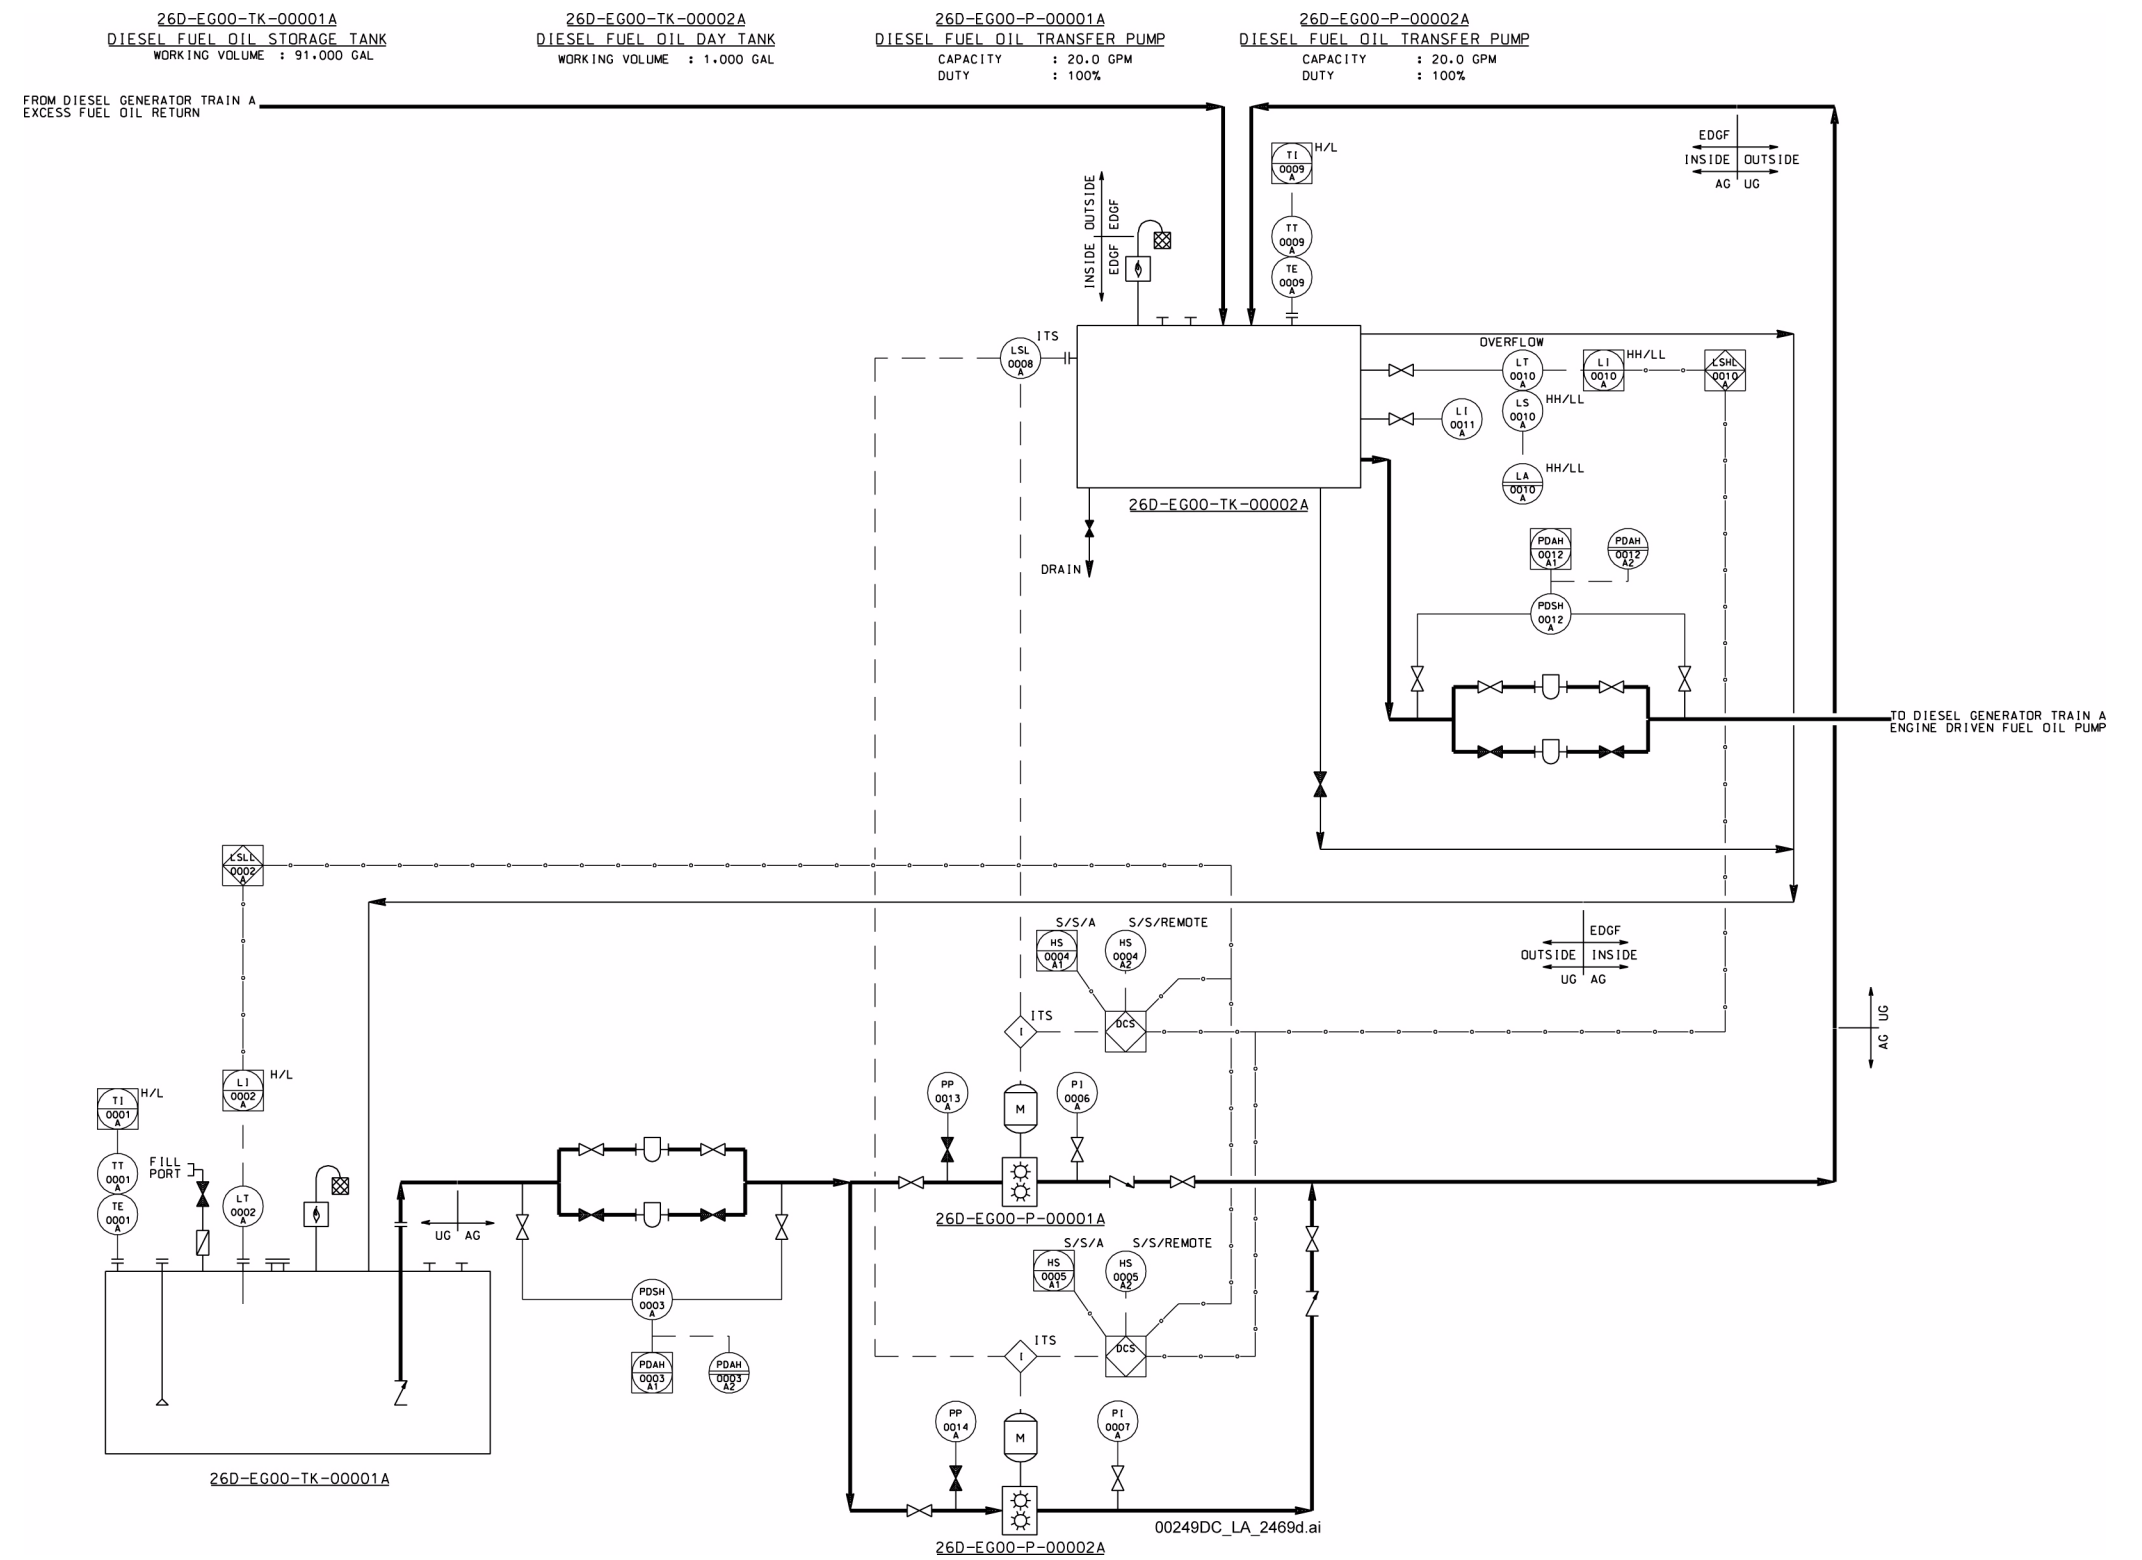 26D-EG00-TK-00001A
DIESEL FUEL OIL STORAGE TANK
WORKING VOLUME : 91.000 GAL
26D-EG00-TK-00002A
DIESEL FUEL OIL DAY TANK
WORKING VOLUME : 1.000 GAL
26D-EG00-P-00001A
DIESEL FUEL OIL TRANSFER PUMP
CAPACITY : 20.0 GPM
DUTY : 100%
26D-EG00-P-00002A
DIESEL FUEL OIL TRANSFER PUMP
CAPACITY : 20.0 GPM
DUTY : 100%
FROM DIESEL GENERATOR TRAIN A
EXCESS FUEL OIL RETURN
EDGF
INSIDE OUTSIDE
AG UG
TI
0009
A
H/L
TT
0009
A
TE
0009
A
INSIDE OUTSIDE
EDGF EDGF
LSL
0008
A
ITS
OVERFLOW
LT
0010
A
LI
0010
A
HH/LL
LSHL
0010
A
LS
0010
A
HH/LL
LI
0011
A
LA
0010
A
HH/LL
26D-EG00-TK-00002A
DRAIN
PDAH
0012
A1
PDAH
0012
A2
PDSH
0012
A
TO DIESEL GENERATOR TRAIN A
ENGINE DRIVEN FUEL OIL PUMP
LSLL
0002
A
S/S/A
HS
0004
A1
S/S/REMOTE
HS
0004
A2
EDGF
OUTSIDE INSIDE
UG AG
AG UG
ITS
I
DCS
LI
0002
A
H/L
TI
0001
A
H/L
TT
0001
A
TE
0001
A
FILL
PORT
LT
0002
A
UG AG
PP
0013
A
M
PI
0006
A
26D-EG00-P-00001A
S/S/A
HS
0005
A1
S/S/REMOTE
HS
0005
A2
PDSH
0003
A
PDAH
0003
A1
PDAH
0003
A2
ITS
I
DCS
PP
0014
A
M
PI
0007
A
26D-EG00-TK-00001A
00249DC_LA_2469d.ai
26D-EG00-P-00002A